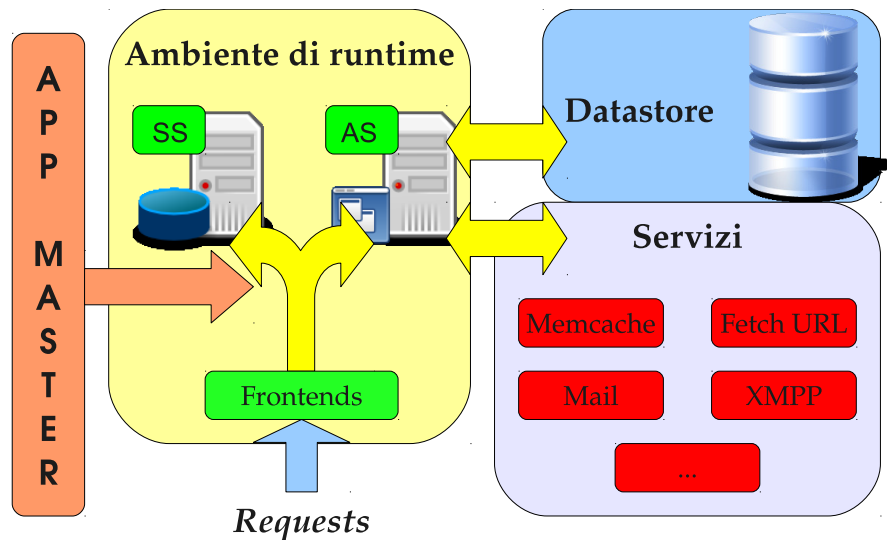 APP MASTER
Ambiente di runtime
SS
AS
Frontends
Requests
Datastore
Servizi
Memcache
Fetch URL
Mail
XMPP
...